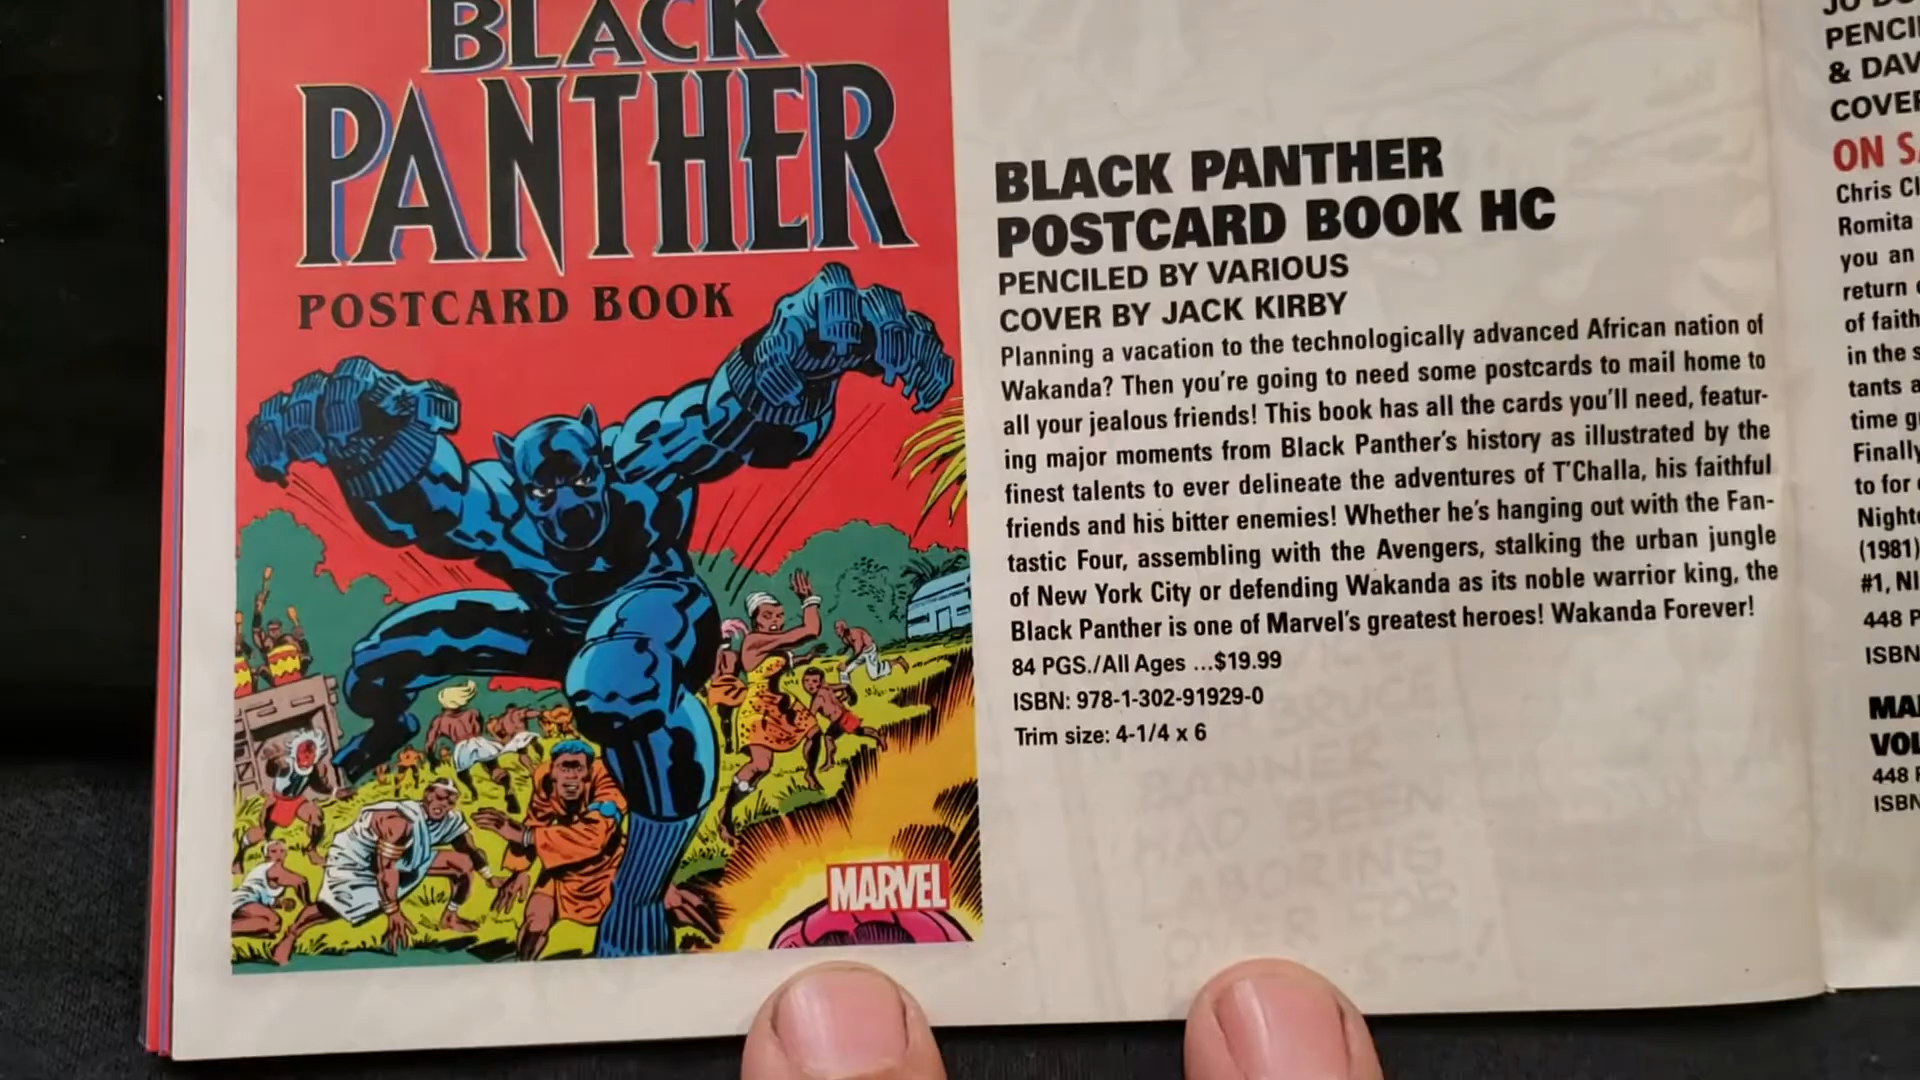 BLACK
PANTHER
POSTCARD BOOK
MARVEL
BLACK PANTHER
POSTCARD BOOK HC
PENCILED BY VARIOUS
COVER BY JACK KIRBY
Planning a vacation to the technologically advanced African nation of
Wakanda? Then you're going to need some postcards to mail home to
all your jealous friends! This book has all the cards you'll need, featur-
ing major moments from Black Panther's history as illustrated by the
finest talents to ever delineate the adventures of T'Challa, his faithful
friends and his bitter enemies! Whether he's hanging out with the Fan-
tastic Four, assembling with the Avengers, stalking the urban jungle
of New York City or defending Wakanda as its noble warrior king, the
Black Panther is one of Marvel's greatest heroes! Wakanda Forever!
84 PGS./All Ages ...$19.99
ISBN: 978-1-302-91929-0
Trim size: 4-1/4 x 6
&
ON
Chris
Romita
you an
return
of faith
in the
time
Finally
to for
(1981)
#1,
448
ISBN
448
ISBN